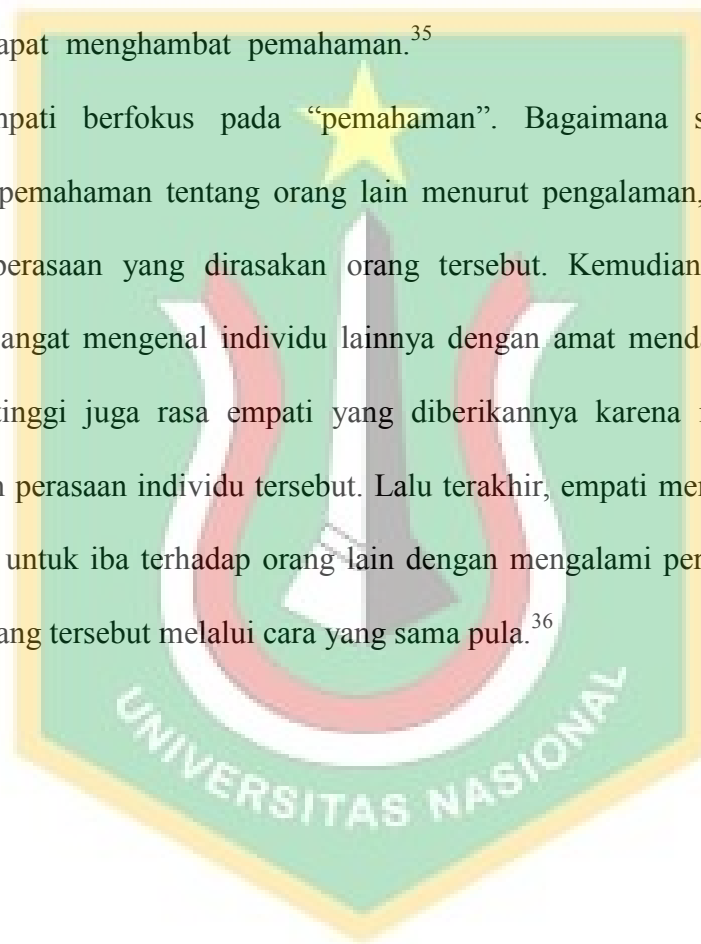 apat menghambat pemahaman.³⁵
pati berfokus pada “pemahaman”. Bagaimana s
pemahaman tentang orang lain menurut pengalaman,
perasaan yang dirasakan orang tersebut. Kemudian
angat mengenal individu lainnya dengan amat mend
tinggi juga rasa empati yang diberikannya karena
perasaan individu tersebut. Lalu terakhir, empati me
untuk iba terhadap orang lain dengan mengalami pe
ang tersebut melalui cara yang sama pula.³⁶
UNIVERSITAS NASIONAL